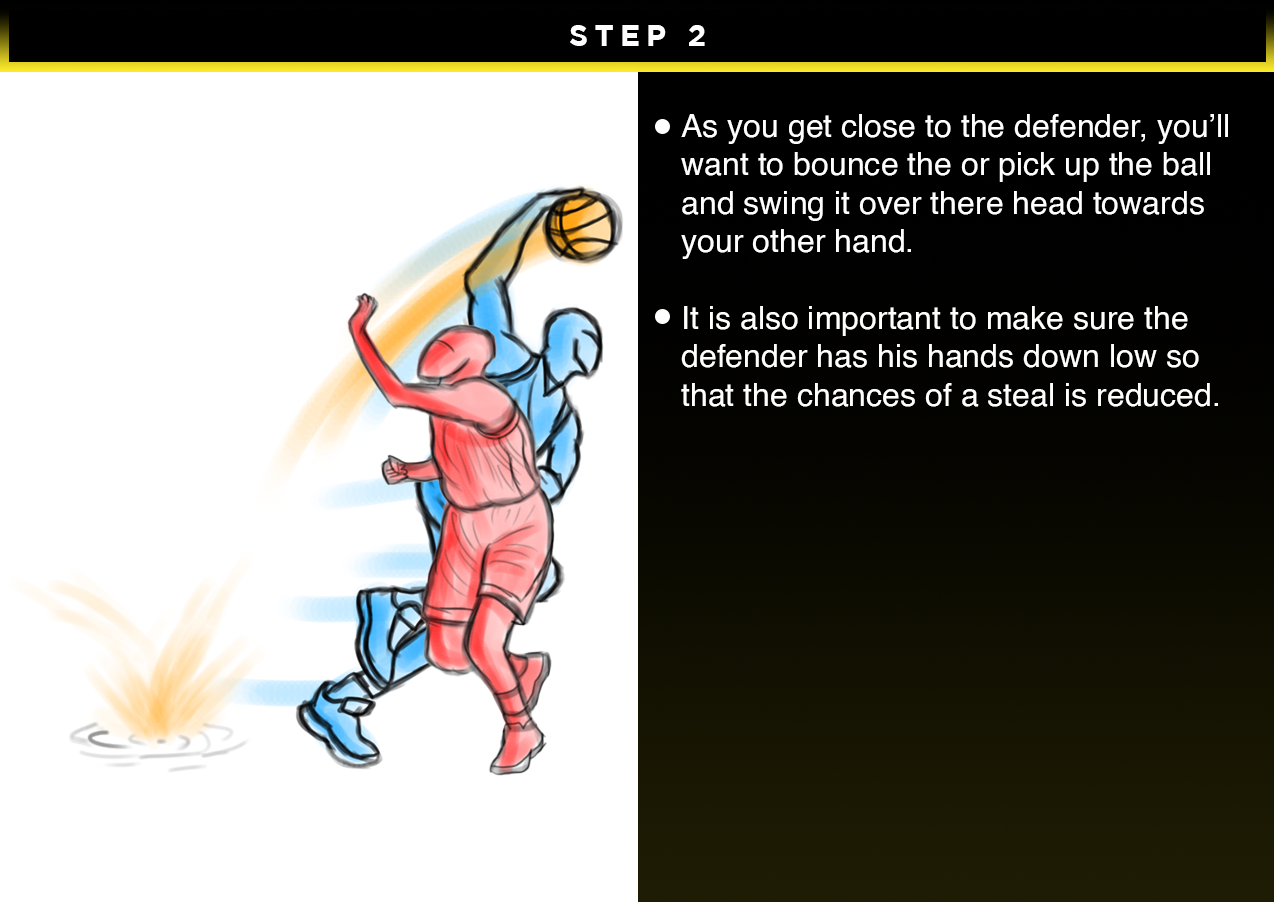 STEP 2
● As you get close to the defender, you’ll
want to bounce the or pick up the ball
and swing it over there head towards
your other hand.
● It is also important to make sure the
defender has his hands down low so
that the chances of a steal is reduced.